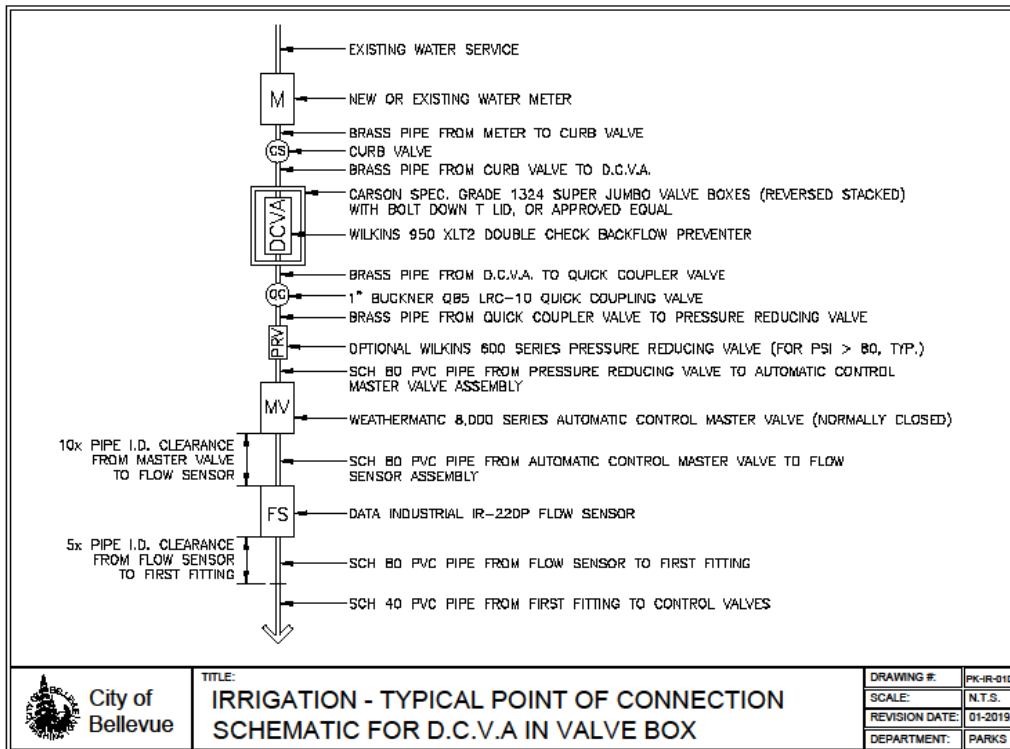 EXISTING WATER SERVICE
M
NEW OR EXISTING WATER METER
BRASS PIPE FROM METER TO CURB VALVE
CS
CURB VALVE
BRASS PIPE FROM CURB VALVE TO D.C.V.A.
CARSON SPEC. GRADE 1324 SUPER JUMBO VALVE BOXES (REVERSED STACKED)
WITH BOLT DOWN T LID, OR APPROVED EQUAL
DCVA
WILKINS 950 XLT2 DOUBLE CHECK BACKFLOW PREVENTER
BRASS PIPE FROM D.C.V.A. TO QUICK COUPLER VALVE
QC
1" BUCKNER QB5 LRC-10 QUICK COUPLING VALVE
BRASS PIPE FROM QUICK COUPLER VALVE TO PRESSURE REDUCING VALVE
PRV
OPTIONAL WILKINS 600 SERIES PRESSURE REDUCING VALVE (FOR PSI > 80, TYP.)
SCH 80 PVC PIPE FROM PRESSURE REDUCING VALVE TO AUTOMATIC CONTROL
MASTER VALVE ASSEMBLY
MV
WEATHERMATIC 8,000 SERIES AUTOMATIC CONTROL MASTER VALVE (NORMALLY CLOSED)
10x PIPE I.D. CLEARANCE
FROM MASTER VALVE
TO FLOW SENSOR
SCH 80 PVC PIPE FROM AUTOMATIC CONTROL MASTER VALVE TO FLOW
SENSOR ASSEMBLY
FS
DATA INDUSTRIAL IR-220P FLOW SENSOR
5x PIPE I.D. CLEARANCE
FROM FLOW SENSOR
TO FIRST FITTING
SCH 80 PVC PIPE FROM FLOW SENSOR TO FIRST FITTING
SCH 40 PVC PIPE FROM FIRST FITTING TO CONTROL VALVES
City of
Bellevue
TITLE:
IRRIGATION - TYPICAL POINT OF CONNECTION
SCHEMATIC FOR D.C.V.A IN VALVE BOX
DRAWING #:
SCALE: N.T.S.
REVISION DATE: 01-2019
DEPARTMENT: PARKS